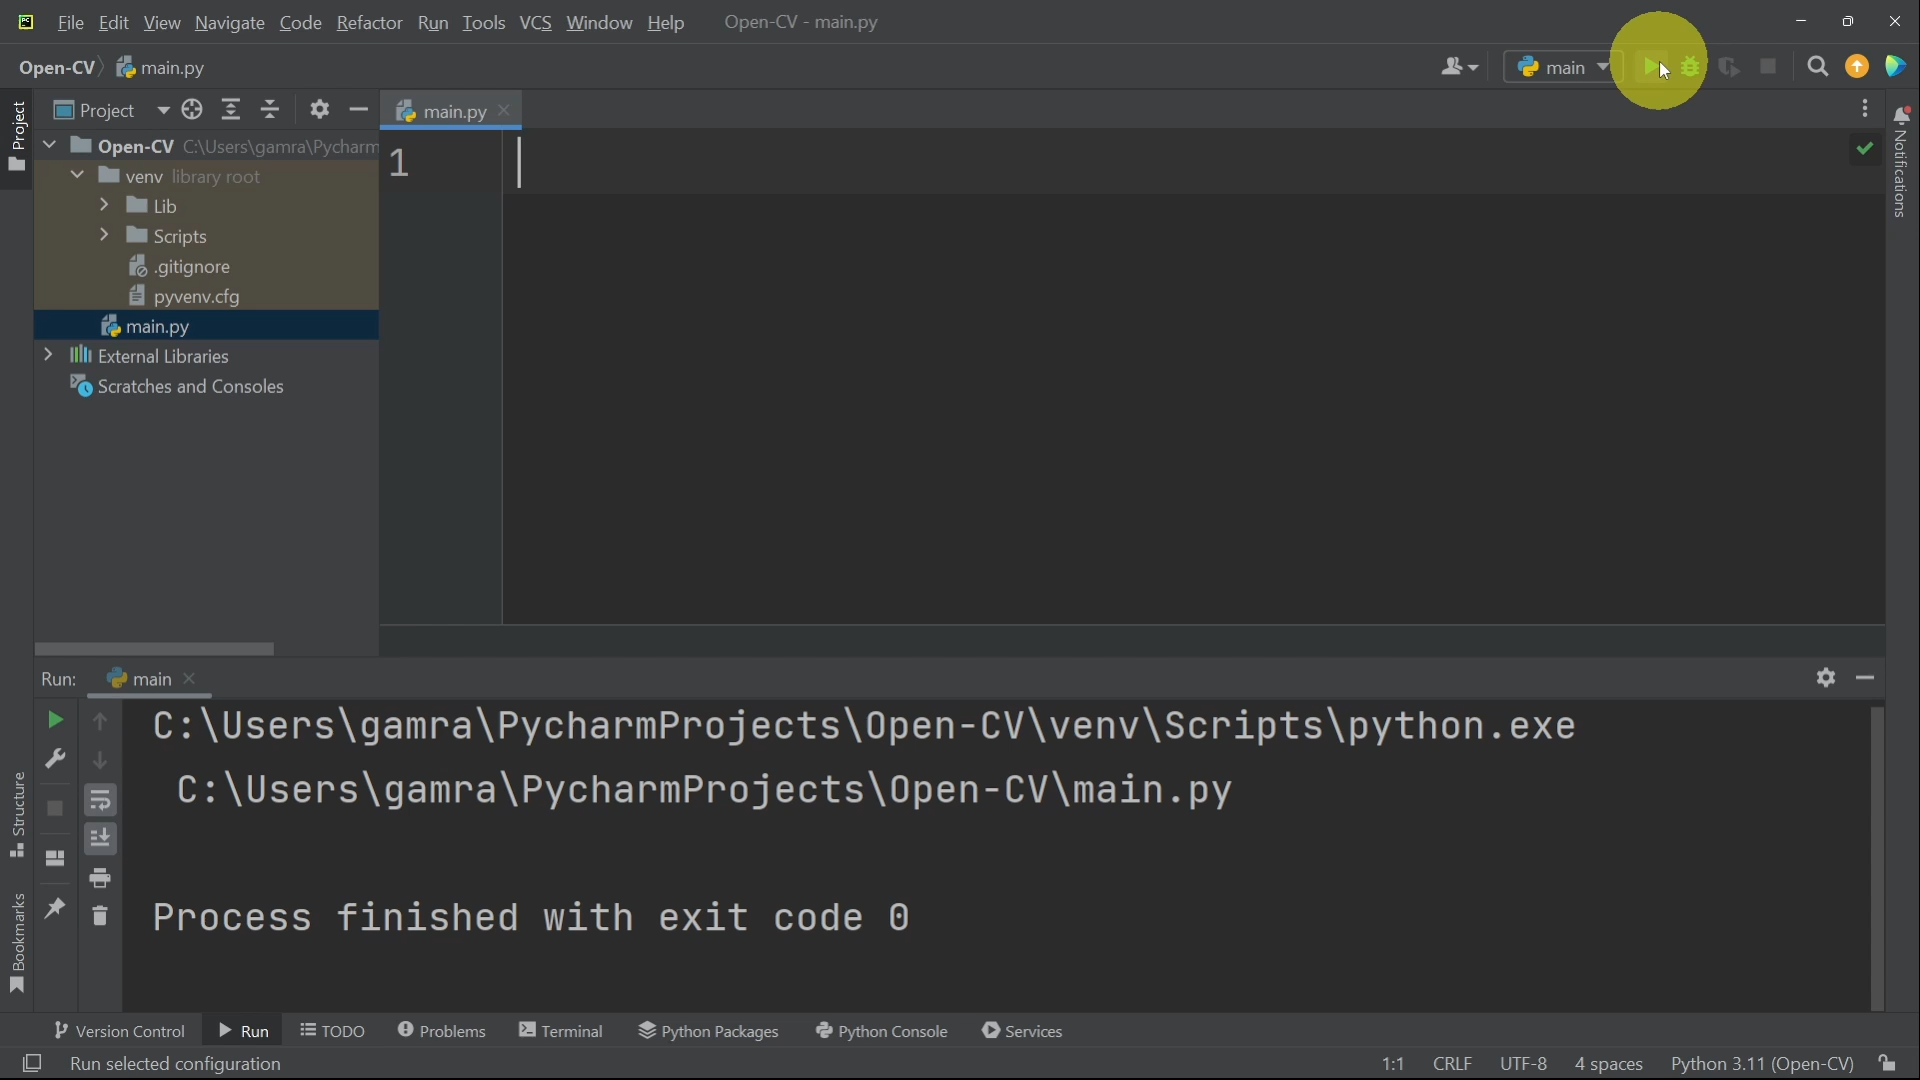 File Edit View Navigate Code Refactor Run Tools VCS Window Help Open-CV - main.py
Open-CV main.py main
Project
main.py
Project
Open-CV C:\Users\gamra\Pycharm
venv library root
Lib
Scripts
.gitignore
pyvenv.cfg
main.py
External Libraries
Scratches and Consoles
1
Notifications
Structure
Bookmarks
Run: main
C:\Users\gamra\PycharmProjects\Open-CV\venv\Scripts\python.exe
C:\Users\gamra\PycharmProjects\Open-CV\main.py
Process finished with exit code 0
Version Control Run TODO Problems Terminal Python Packages Python Console Services
Run selected configuration 1:1 CRLF UTF-8 4 spaces Python 3.11 (Open-CV)